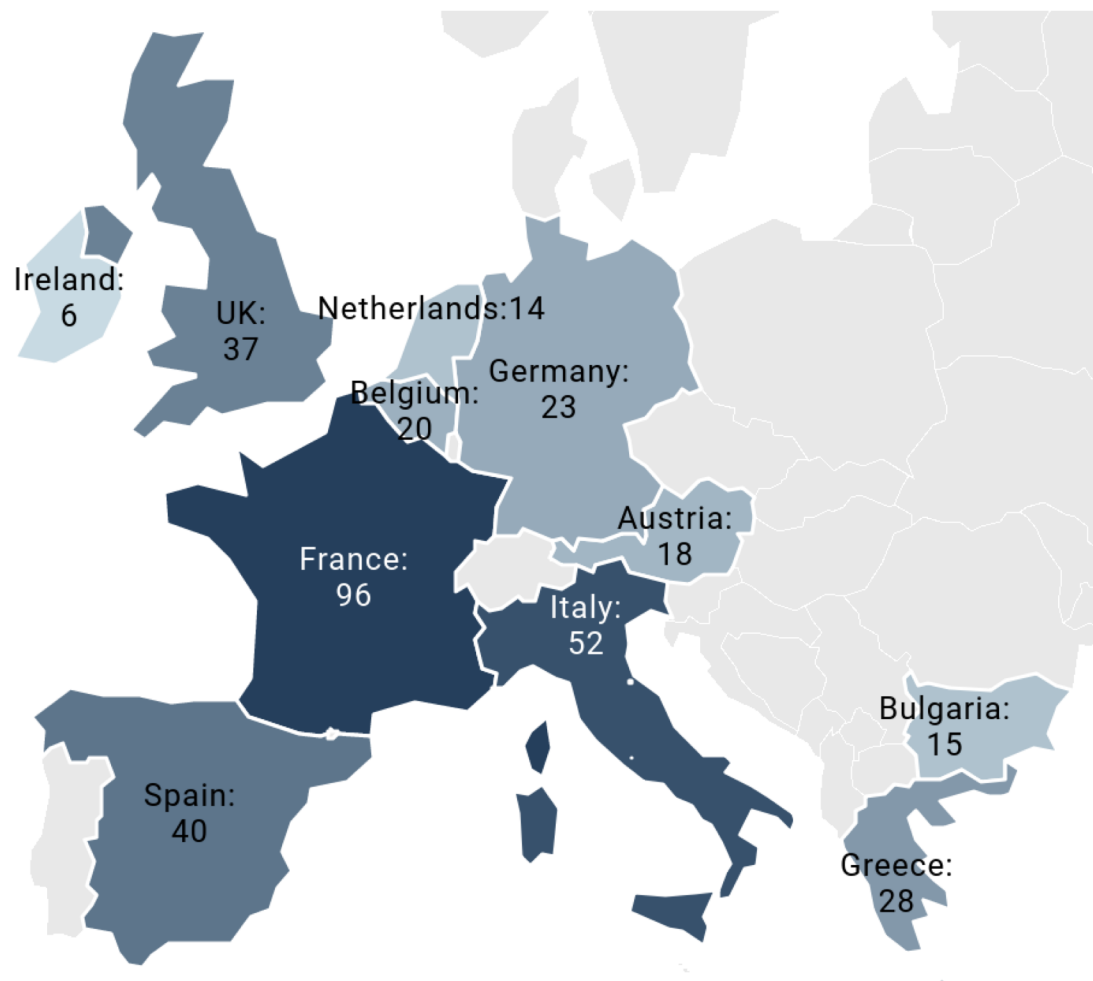 Ireland:
6
UK:
37
Netherlands:14
Belgium:
20
Germany:
23
Austria:
18
France:
96
Italy:
52
Bulgaria:
15
Spain:
40
Greece:
28